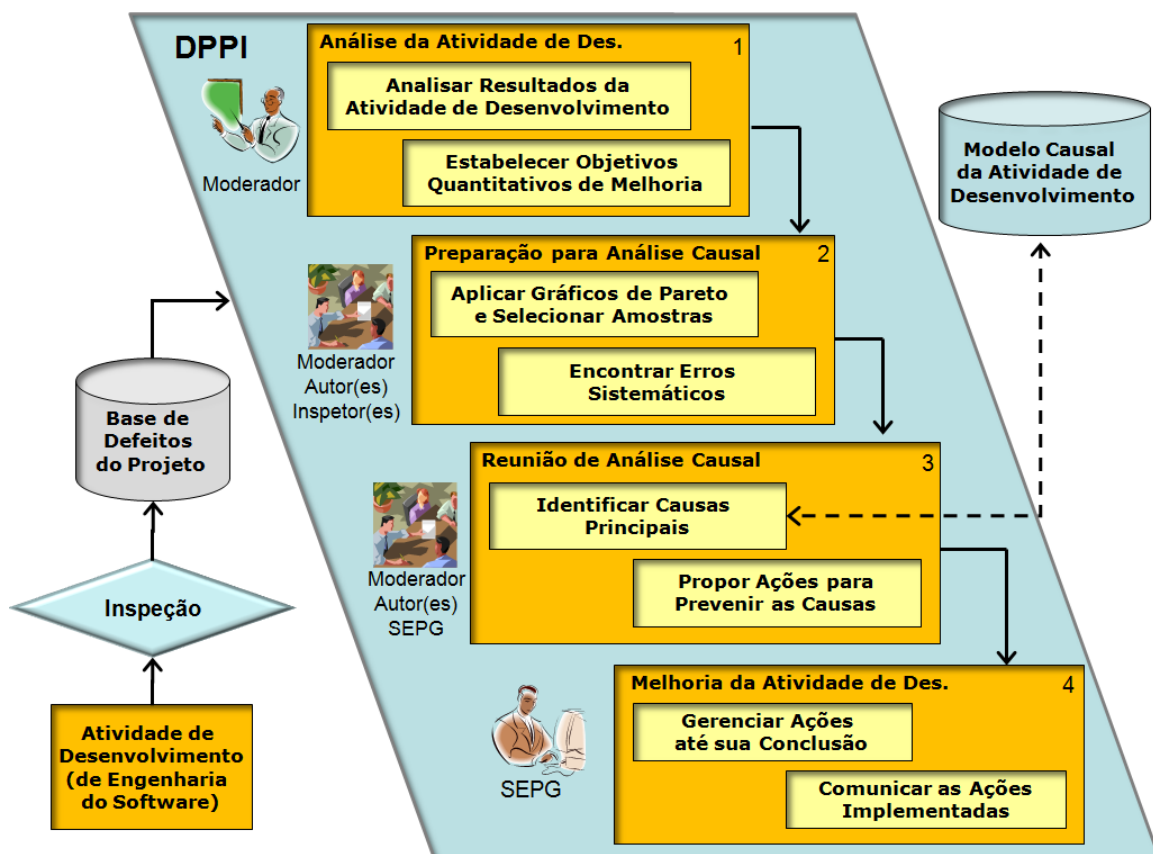 DPPI
Análise da Atividade de Des.
1
Analisar Resultados da
Atividade de Desenvolvimento
Estabelecer Objetivos
Quantitativos de Melhoria
Moderador
Modelo Causal
da Atividade de
Desenvolvimento
Preparação para Análise Causal
2
Aplicar Gráficos de Pareto
e Selecionar Amostras
Encontrar Erros
Sistemáticos
Moderador
Autor(es)
Inspetor(es)
Base de
Defeitos
do Projeto
Reunião de Análise Causal
3
Identificar Causas
Principais
Propor Ações para
Prevenir as Causas
Moderador
Autor(es)
SEPG
Inspeção
Melhoria da Atividade de Des.
4
Gerenciar Ações
até sua Conclusão
Comunicar as Ações
Implementadas
SEPG
Atividade de
Desenvolvimento
(de Engenharia
do Software)